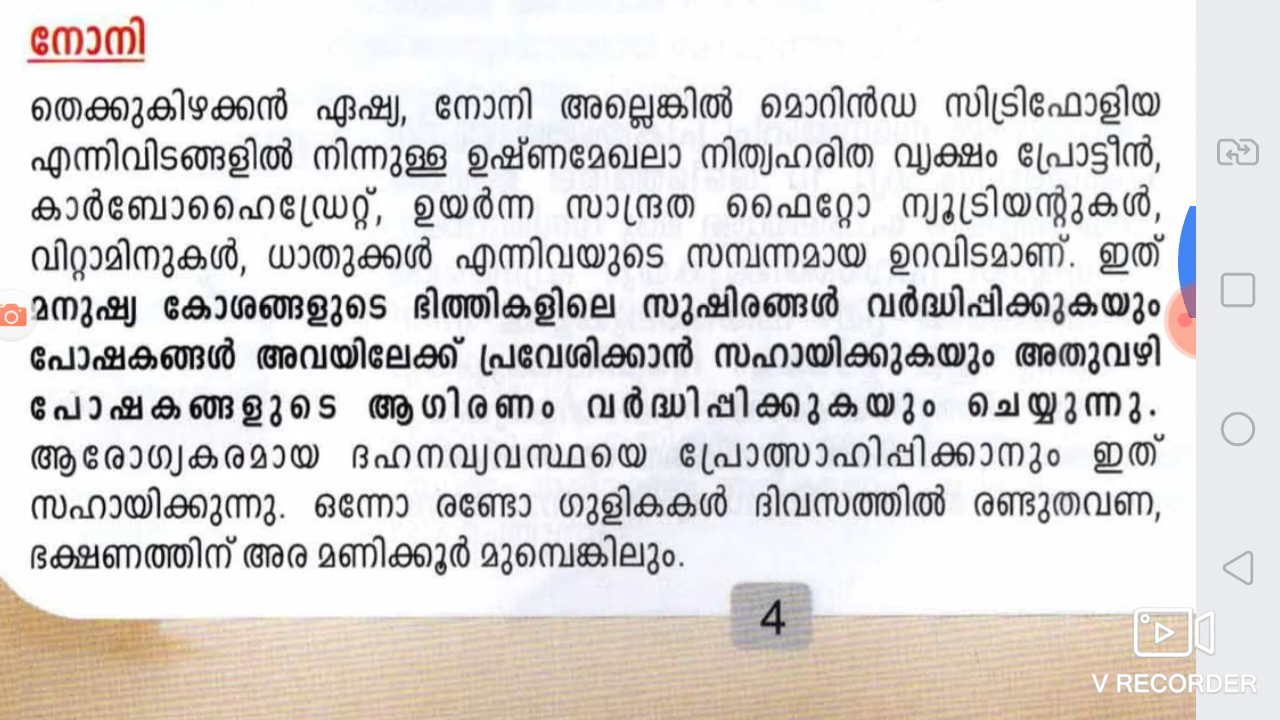 നോനി
തെക്കുകിഴക്കൻ ഏഷ്യ, നോനി അല്ലെങ്കിൽ മൊറിൻഡ സിട്രിഫോളിയ
എന്നിവിടങ്ങളിൽ നിന്നുള്ള ഉഷ്ണമേഖലാ നിത്യഹരിത വൃക്ഷം പ്രോട്ടീൻ,
കാർബോഹൈഡ്രേറ്റ്, ഉയർന്ന സാന്ദ്രത ഫൈറ്റോ ന്യൂട്രിയന്റുകൾ,
വിറ്റാമിനുകൾ, ധാതുക്കൾ എന്നിവയുടെ സമ്പന്നമായ ഉറവിടമാണ്. ഇത്
മനുഷ്യ കോശങ്ങളുടെ ഭിത്തികളിലെ സുഷിരങ്ങൾ വർദ്ധിപ്പിക്കുകയും
പോഷകങ്ങൾ അവയിലേക്ക് പ്രവേശിക്കാൻ സഹായിക്കുകയും അതുവഴി
പോഷകങ്ങളുടെ ആഗിരണം വർദ്ധിപ്പിക്കുകയും ചെയ്യുന്നു.
ആരോഗ്യകരമായ ദഹനവ്യവസ്ഥയെ പ്രോത്സാഹിപ്പിക്കാനും ഇത്
സഹായിക്കുന്നു. ഒന്നോ രണ്ടോ ഗുളികകൾ ദിവസത്തിൽ രണ്ടുതവണ,
ഭക്ഷണത്തിന് അര മണിക്കൂർ മുമ്പെങ്കിലും.
4
V RECORDER